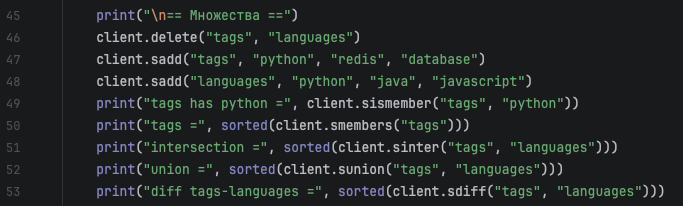 45 print("\n== Множества ==")
46 client.delete("tags", "languages")
47 client.sadd("tags", "python", "redis", "database")
48 client.sadd("languages", "python", "java", "javascript")
49 print("tags has python =", client.sismember("tags", "python"))
50 print("tags =", sorted(client.smembers("tags")))
51 print("intersection =", sorted(client.sinter("tags", "languages")))
52 print("union =", sorted(client.sunion("tags", "languages")))
53 print("diff tags-languages =", sorted(client.sdiff("tags", "languages")))